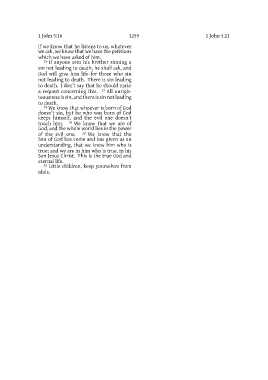 1 John 5:16 1259 1 John 5:21
if we know that he listens to us, whatever
we ask, we know that we have the petitions
which we have asked of him.
16 If anyone sees his brother sinning a
sin not leading to death, he shall ask, and
God will give him life for those who sin
not leading to death. There is sin leading
to death. I don't say that he should make
a request concerning this. 17 All unright-
eousness is sin, and there is sin not leading
to death.
18 We know that whoever is born of God
doesn't sin, but he who was born of God
keeps himself, and the evil one doesn't
touch him. 19 We know that we are of
God, and the whole world lies in the power
of the evil one. 20 We know that the
Son of God has come and has given us an
understanding, that we know him who is
true; and we are in him who is true, in his
Son Jesus Christ. This is the true God and
eternal life.
21 Little children, keep yourselves from
idols.